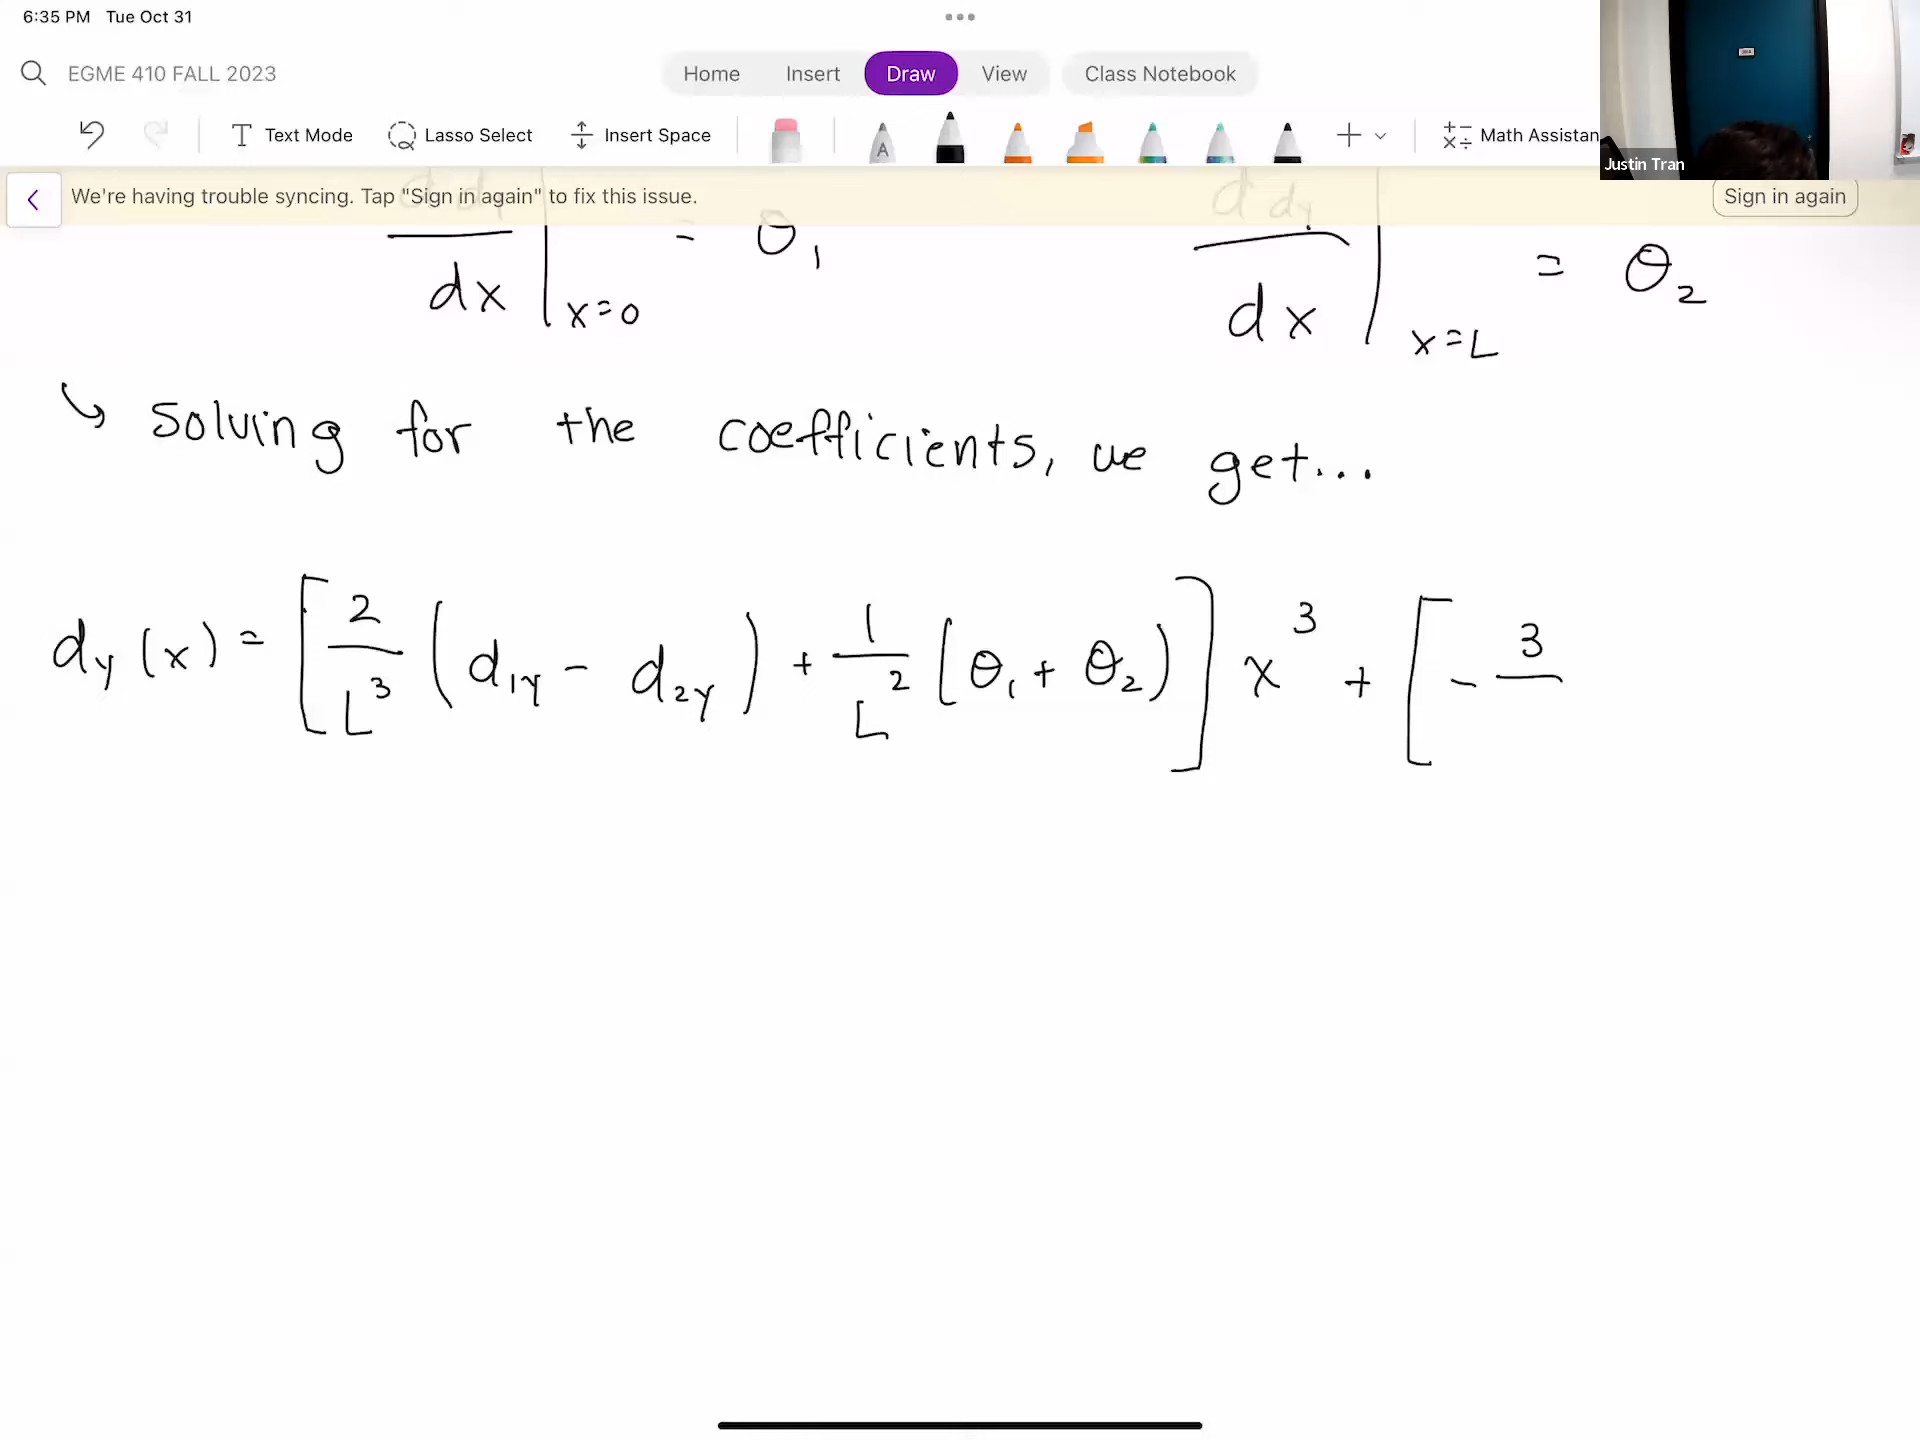 6:35 PM Tue Oct 31
EGME 410 FALL 2023
Home Insert Draw View Class Notebook
T Text Mode Lasso Select Insert Space A Math Assistan
Justin Tran
We're having trouble syncing. Tap "Sign in again" to fix this issue. Sign in again
d dy / dx |x=0 = θ₁ d dy / dx |x=L = θ₂
↳ solving for the coefficients, we get...
dy(x) = [2/L³ (d₁y - d₂y) + 1/L² (θ₁ + θ₂)] x³ + [- 3/